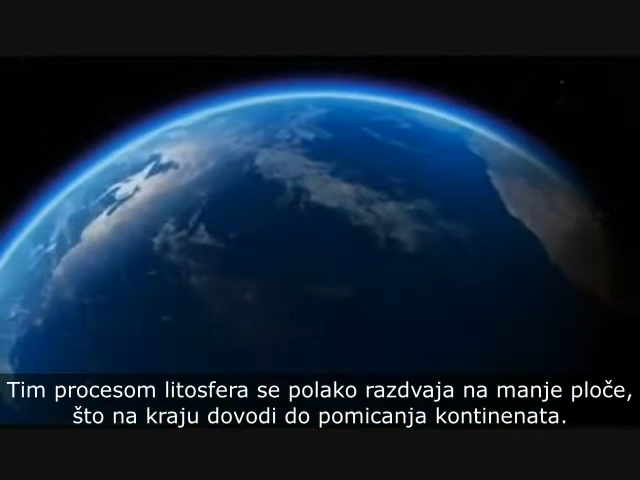 Tim procesom litosfera se polako razdvaja na manje ploče,
što na kraju dovodi do pomicanja kontinenata.